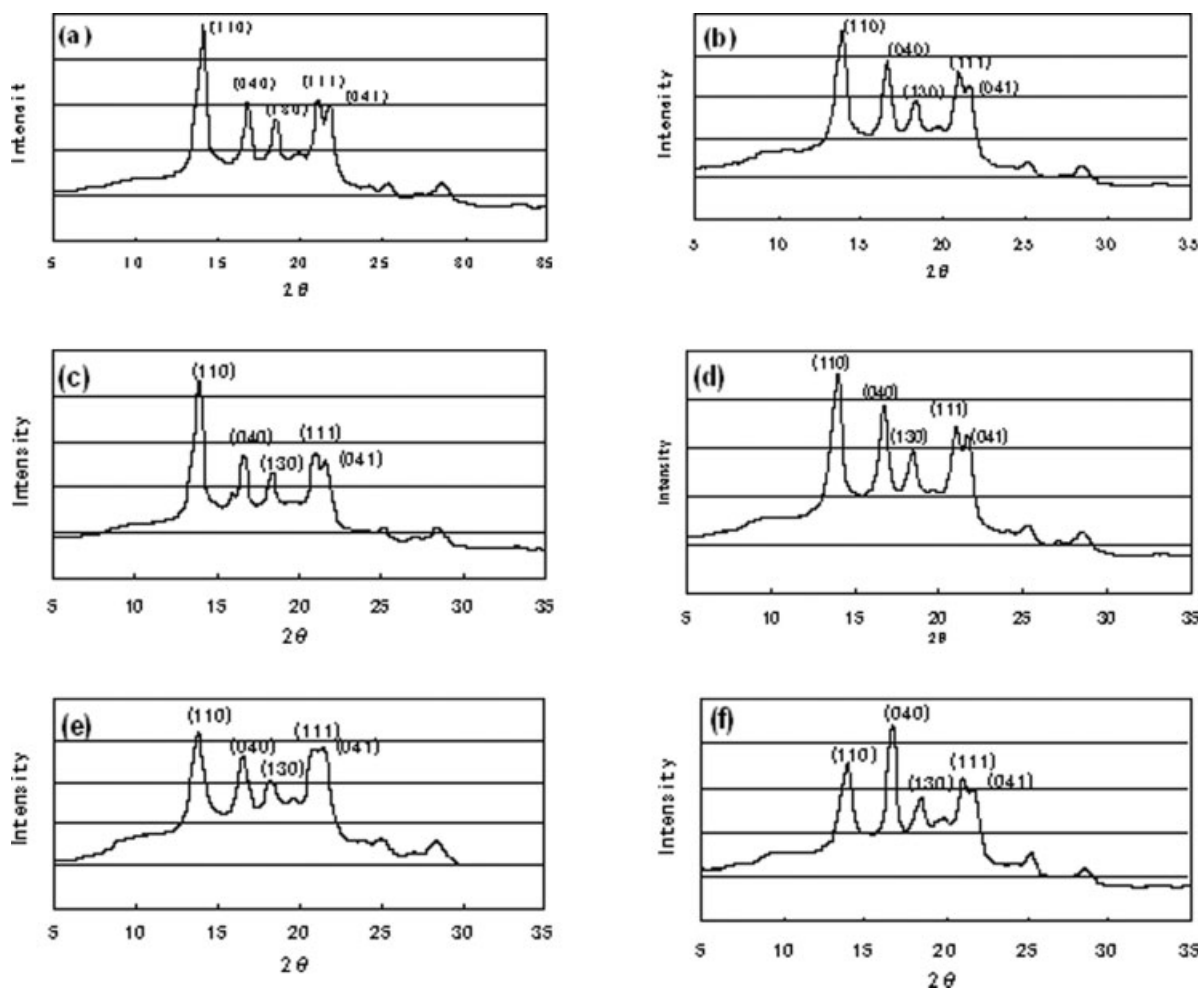 (a) (110)
(040) (130) (111) (041)
Intensit
5 10 15 20 25 30 35
2θ
(b) (110)
(040) (130) (111) (041)
Intensity
5 10 15 20 25 30 35
2θ
(c) (110)
(040) (130) (111) (041)
Intensity
5 10 15 20 25 30 35
2θ
(d) (110)
(040) (130) (111) (041)
Intensity
5 10 15 20 25 30 35
2θ
(e) (110)
(040) (130) (111) (041)
Intensity
5 10 15 20 25 30 35
2θ
(f) (040)
(110) (130) (111) (041)
Intensity
5 10 15 20 25 30 35
2θ